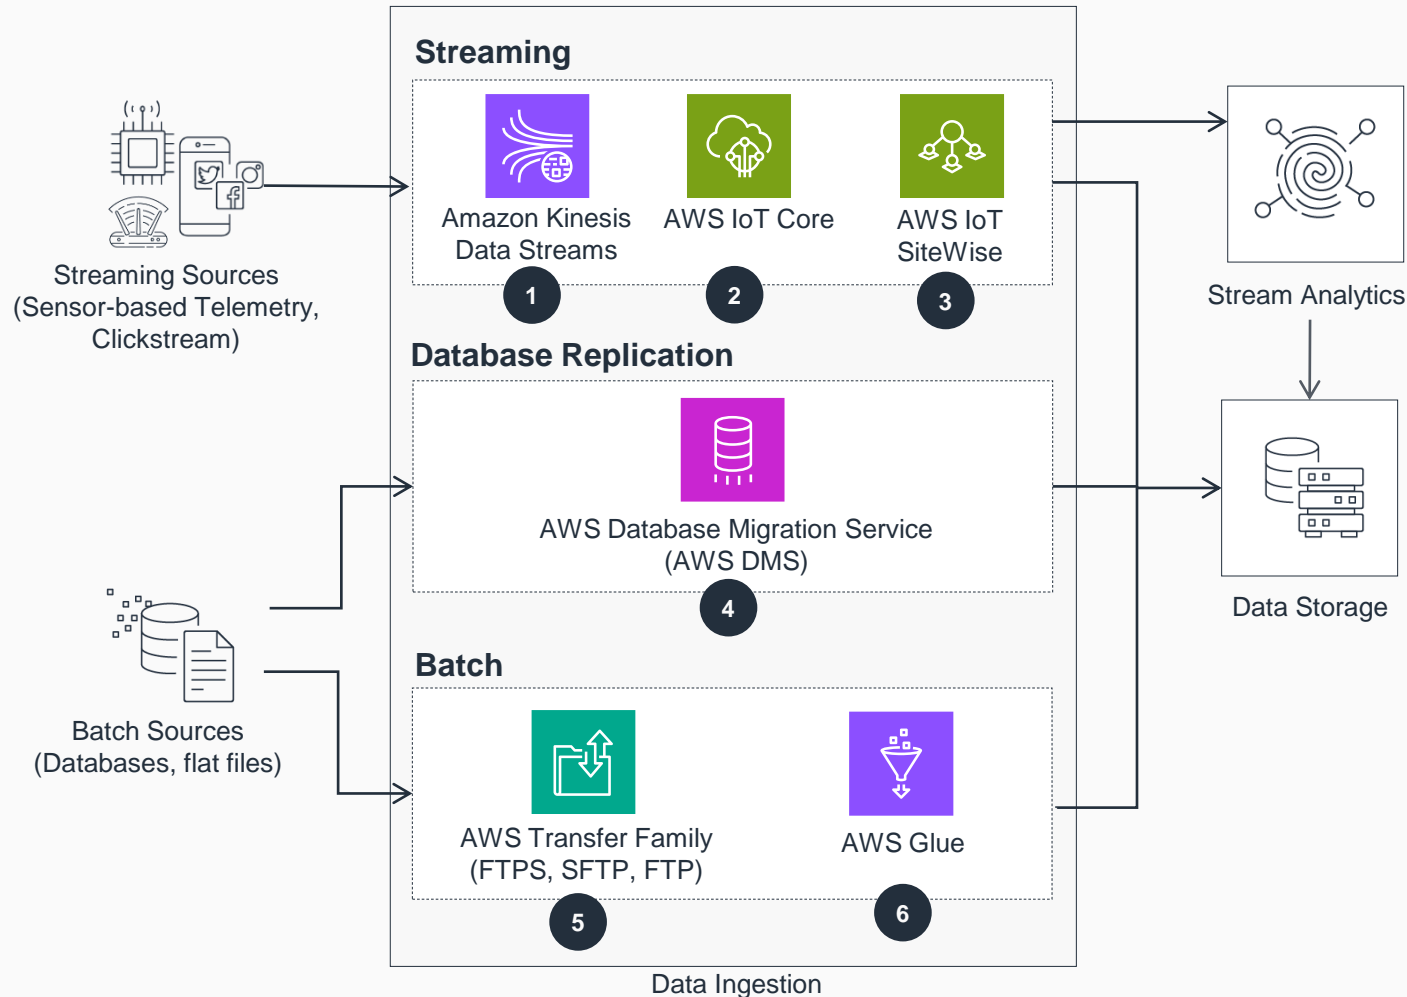 Streaming
Amazon Kinesis
Data Streams
1
AWS IoT Core
2
AWS IoT
SiteWise
3
Streaming Sources
(Sensor-based Telemetry,
Clickstream)
Stream Analytics
Database Replication
AWS Database Migration Service
(AWS DMS)
4
Data Storage
Batch Sources
(Databases, flat files)
Batch
AWS Transfer Family
(FTPS, SFTP, FTP)
5
AWS Glue
6
Data Ingestion